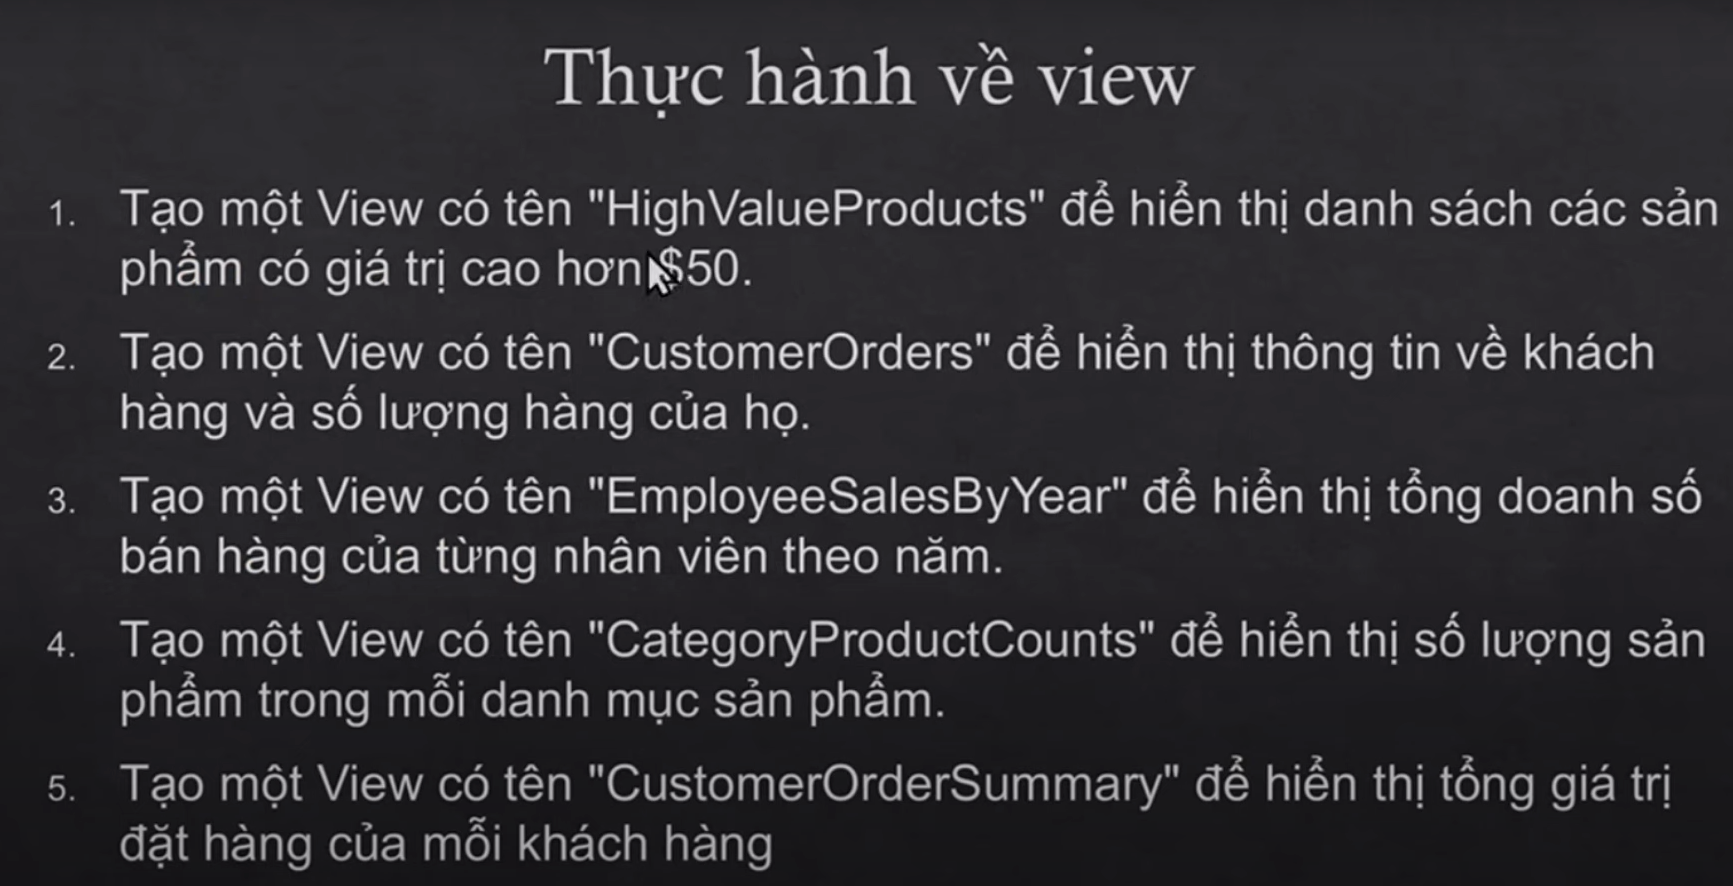 Thực hành về view
1. Tạo một View có tên "HighValueProducts" để hiển thị danh sách các sản
phẩm có giá trị cao hơn $50.
2. Tạo một View có tên "CustomerOrders" để hiển thị thông tin về khách
hàng và số lượng hàng của họ.
3. Tạo một View có tên "EmployeeSalesByYear" để hiển thị tổng doanh số
bán hàng của từng nhân viên theo năm.
4. Tạo một View có tên "CategoryProductCounts" để hiển thị số lượng sản
phẩm trong mỗi danh mục sản phẩm.
5. Tạo một View có tên "CustomerOrderSummary" để hiển thị tổng giá trị
đặt hàng của mỗi khách hàng